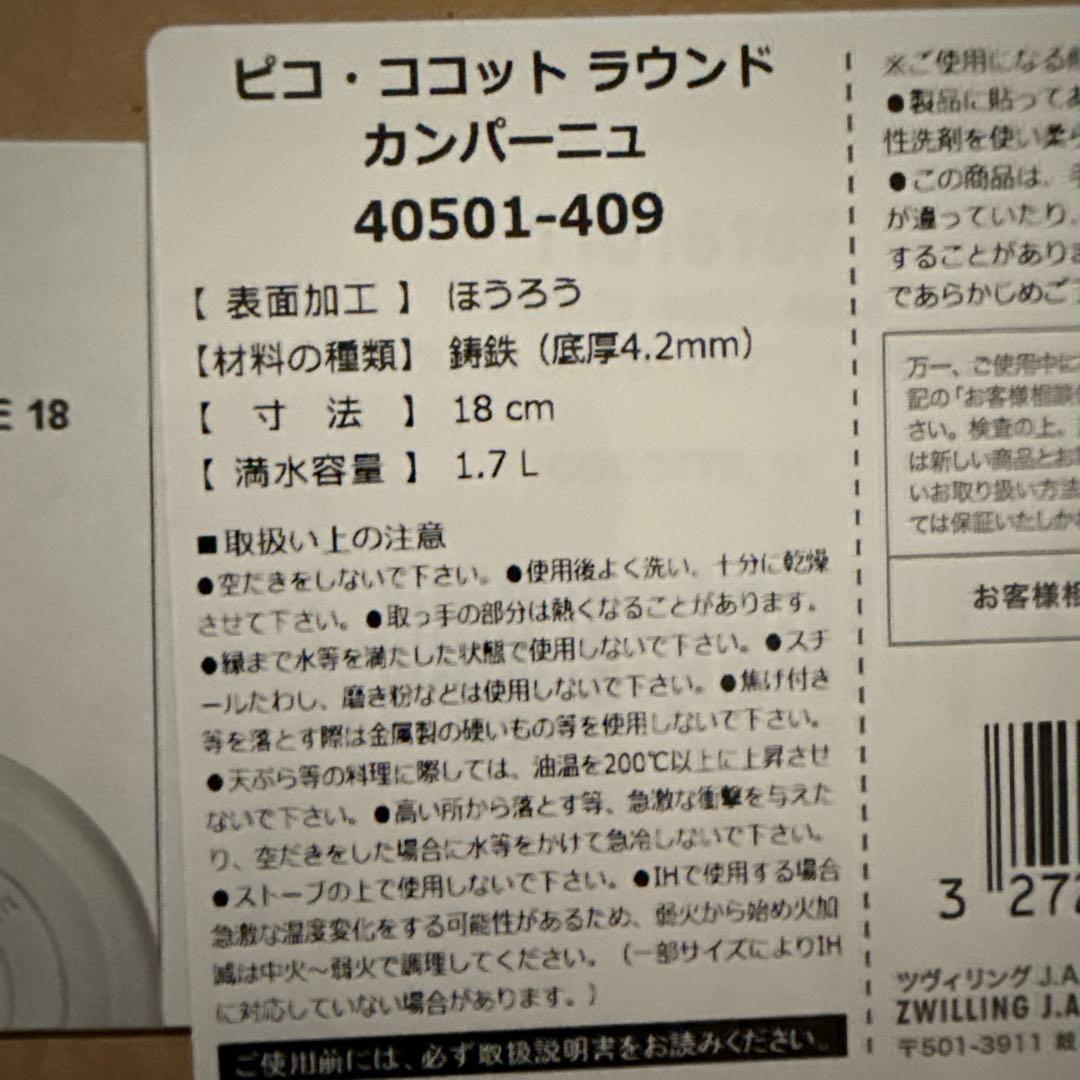 ピコ・ココット ラウンド
カンパーニュ
40501-409
【 表面加工 】 ほうろう
【材料の種類】 鋳鉄（底厚4.2mm）
【 寸 法 】 18 cm
【 満水容量 】 1.7 L
■取扱い上の注意
●空だきをしないで下さい。●使用後よく洗い、十分に乾燥
させて下さい。●取っ手の部分は熱くなることがあります。
●縁まで水等を満たした状態で使用しないで下さい。●スチ
ールたわし、磨き粉などは使用しないで下さい。●焦げ付き
等を落とす際は金属製の硬いもの等を使用しないで下さい。
●天ぷら等の料理に際しては、油温を200℃以上に上昇させ
ないで下さい。●高い所から落とす等、急激な衝撃を与えた
り、空だきをした場合に水等をかけて急冷しないで下さい。
●ストーブの上で使用しないで下さい。●IHで使用する場合
急激な温度変化をする可能性があるため、弱火から始め火加
減は中火～弱火で調理してください。（一部サイズによりIH
に対応していない場合があります。）
ご使用前には、必ず取扱説明書をお読みください。
E 18
※ご使用になる
●製品に貼ってあ
性洗剤を使い柔ら
●この商品は、手
が違っていたり、
することがありま
であらかじめご
万一、ご使用中に
記の「お客様相談
さい。検査の上、
は新しい商品とお
いお取り扱い方法
ては保証いたしか
お客様相
3 272
ツヴィリング J.A
ZWILLING J.A
〒501-3911 岐